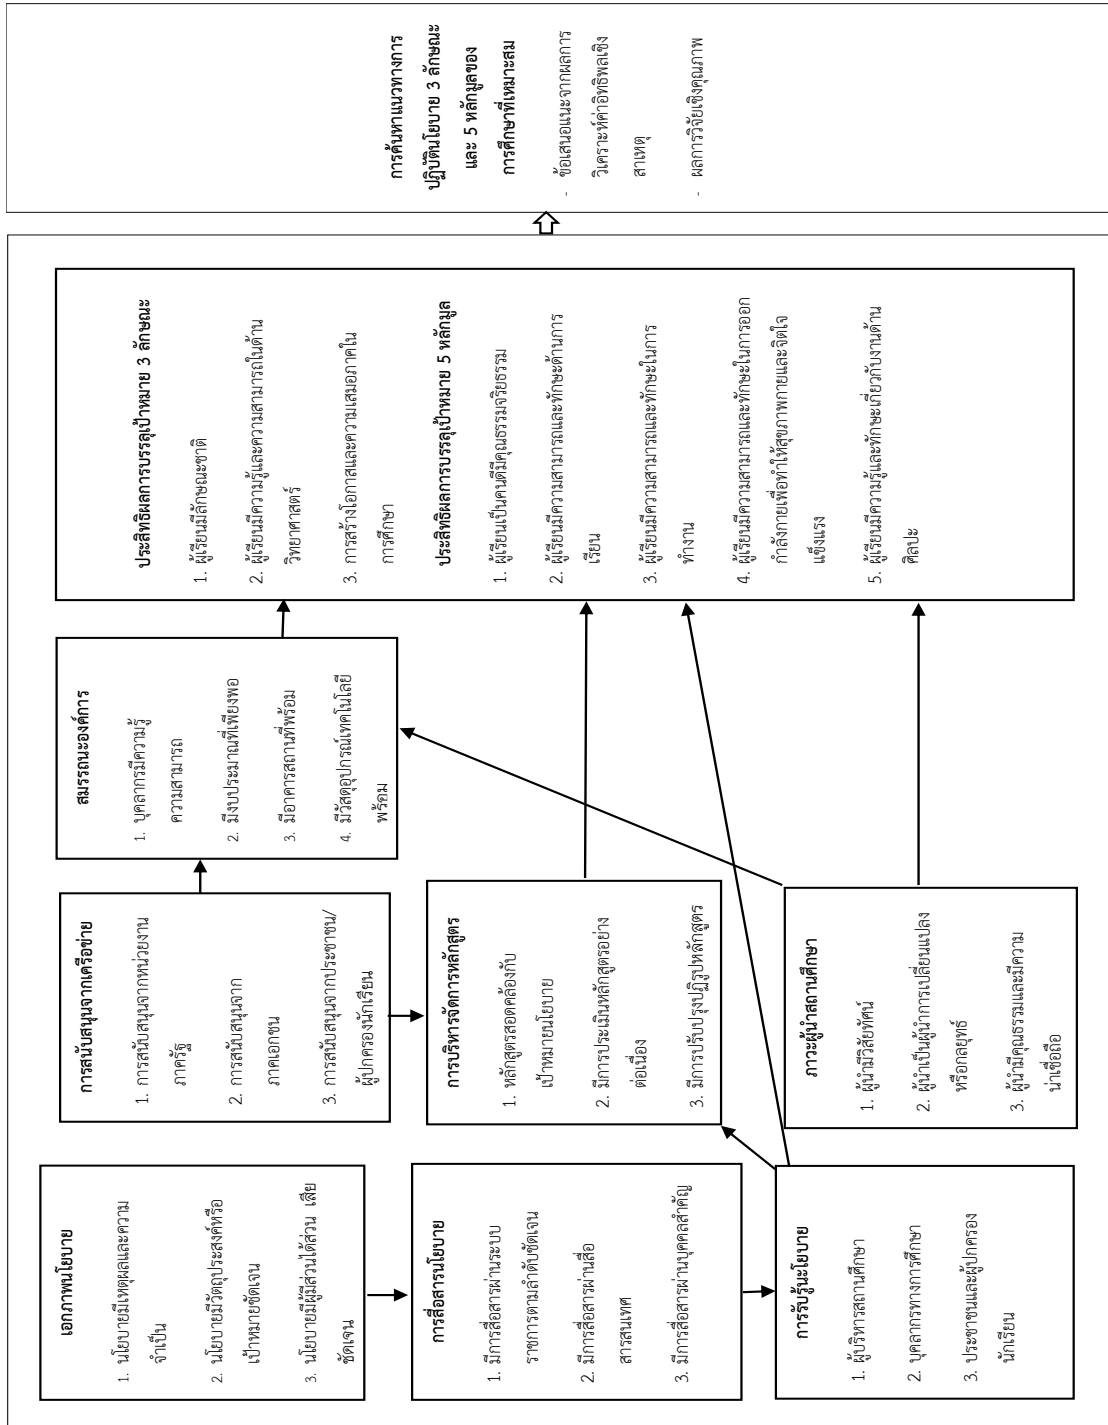 เอกภาพนโยบาย
1. นโยบายมีเหตุผลและความ
จำเป็น
2. นโยบายมีวัตถุประสงค์หรือ
เป้าหมายชัดเจน
3. นโยบายมีผู้มีส่วนได้ส่วน เสีย
ชัดเจน
การสื่อสารนโยบาย
1. มีการสื่อสารผ่านระบบ
ราชการตามลำดับชัดเจน
2. มีการสื่อสารผ่านสื่อ
สารสนเทศ
3. มีการสื่อสารผ่านบุคคลสำคัญ
การรับรู้นะโยบาย
1. ผู้บริหารสถานศึกษา
2. บุคลากรทางการศึกษา
3. ประชาชนและผู้ปกครอง
นักเรียน
การสนับสนุนจากเครือข่าย
1. การสนับสนุนจากหน่วยงาน
ภาครัฐ
2. การสนับสนุนจาก
ภาคเอกชน
3. การสนับสนุนจากประชาชน/
ผู้ปกครองนักเรียน
การบริหารจัดการหลักสูตร
1. หลักสูตรสอดคล้องกับ
เป้าหมายนโยบาย
2. มีการประเมินหลักสูตรอย่าง
ต่อเนื่อง
3. มีการปรับปรุงปฏิรูปหลักสูตร
ภาวะผู้นำสถานศึกษา
1. ผู้นำมีวิสัยทัศน์
2. ผู้นำเป็นผู้นำการเปลี่ยนแปลง
หรือกลยุทธ์
3. ผู้นำมีคุณธรรมและมีความ
น่าเชื่อถือ
สมรรถนะองค์การ
1. บุคลากรมีความรู้
ความสามารถ
2. มีงบประมาณที่เพียงพอ
3. มีอาคารสถานที่พร้อม
4. มีวัสดุอุปกรณ์เทคโนโลยี
พร้อม
ประสิทธิผลการบรรลุเป้าหมาย 3 ลักษณะ
1. ผู้เรียนมีลักษณะชาติ
2. ผู้เรียนมีความรู้และความสามารถในด้าน
วิทยาศาสตร์
3. การสร้างโอกาสและความเสมอภาคใน
การศึกษา
ประสิทธิผลการบรรลุเป้าหมาย 5 หลักมูล
1. ผู้เรียนเป็นคนดีมีคุณธรรมจริยธรรม
2. ผู้เรียนมีความสามารถและทักษะด้านการ
เรียน
3. ผู้เรียนมีความสามารถและทักษะในการ
ทำงาน
4. ผู้เรียนมีความสามารถและทักษะในการออก
กำลังกายเพื่อทำให้สุขภาพกายและจิตใจ
แข็งแรง
5. ผู้เรียนมีความรู้และทักษะเกี่ยวกับงานด้าน
ศิลปะ
การค้นหาแนวทางการ
ปฏิบัตินโยบาย 3 ลักษณะ
และ 5 หลักมูลของ
การศึกษาที่เหมาะสม
- ข้อเสนอแนะจากผลการ
วิเคราะห์ค่าอิทธิพลเชิง
สาเหตุ
- ผลการวิจัยเชิงคุณภาพ